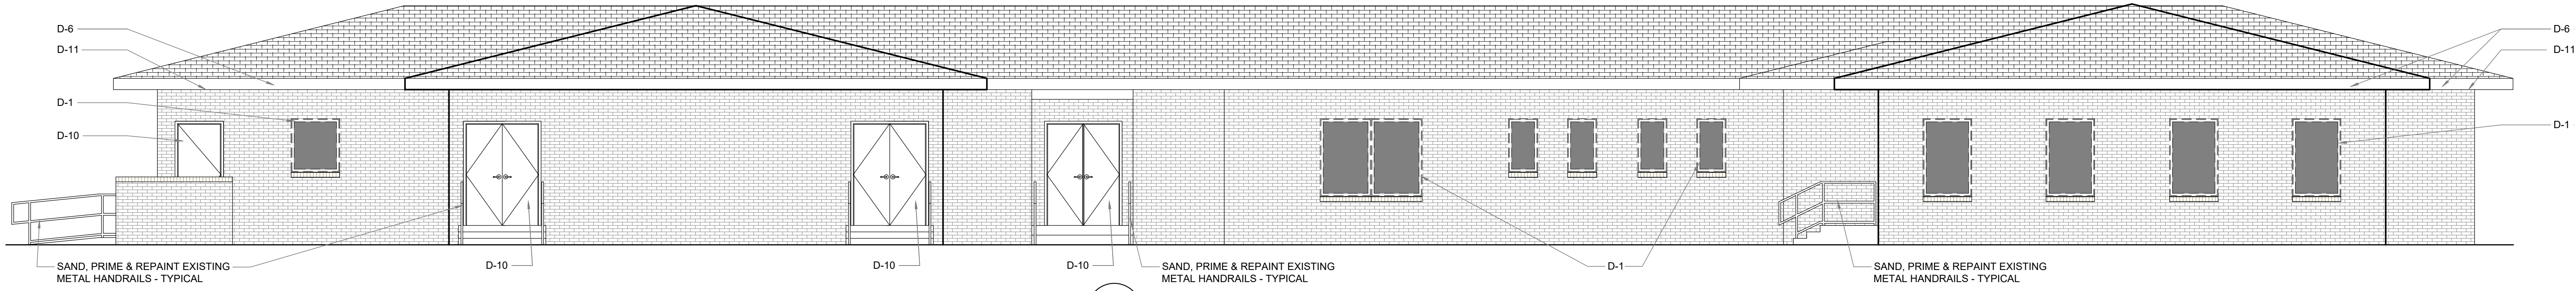 D-6
D-11
D-1
D-10
D-6
D-11
D-1
SAND, PRIME & REPAINT EXISTING
METAL HANDRAILS - TYPICAL
D-10
D-10
D-10
SAND, PRIME & REPAINT EXISTING
METAL HANDRAILS - TYPICAL
D-1
SAND, PRIME & REPAINT EXISTING
METAL HANDRAILS - TYPICAL